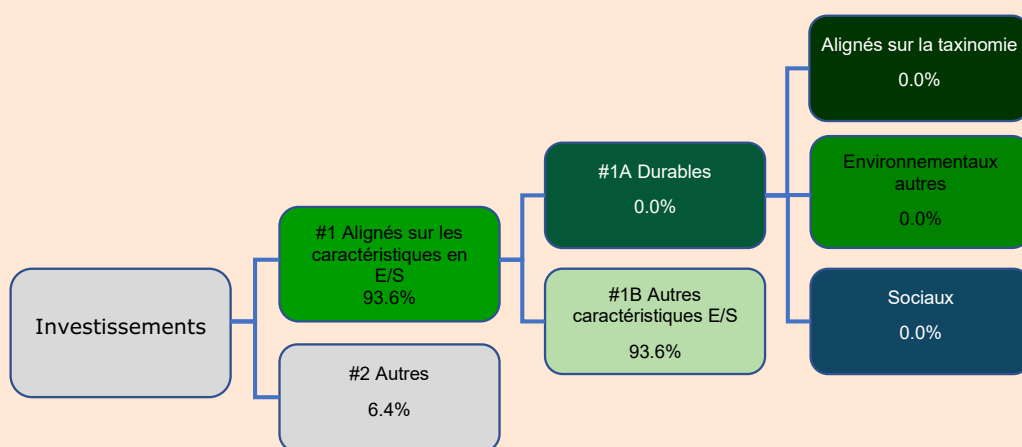 Investissements
#1 Alignés sur les
caractéristiques en
E/S
93.6%
#2 Autres
6.4%
#1A Durables
0.0%
#1B Autres
caractéristiques E/S
93.6%
Alignés sur la taxinomie
0.0%
Environnementaux
autres
0.0%
Sociaux
0.0%